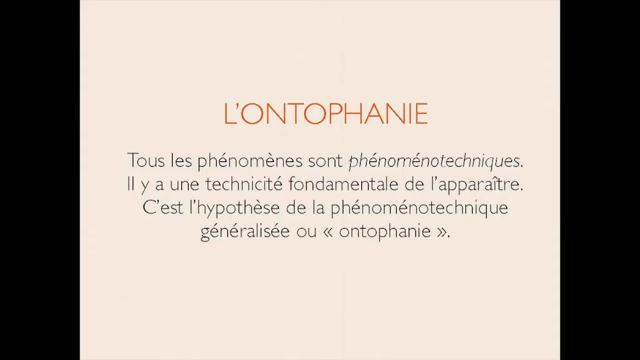 L'ONTOPHANIE
Tous les phénomènes sont phénoménotechniques.
Il y a une technicité fondamentale de l'apparaître.
C'est l'hypothèse de la phénoménotechnique
généralisée ou « ontophanie ».